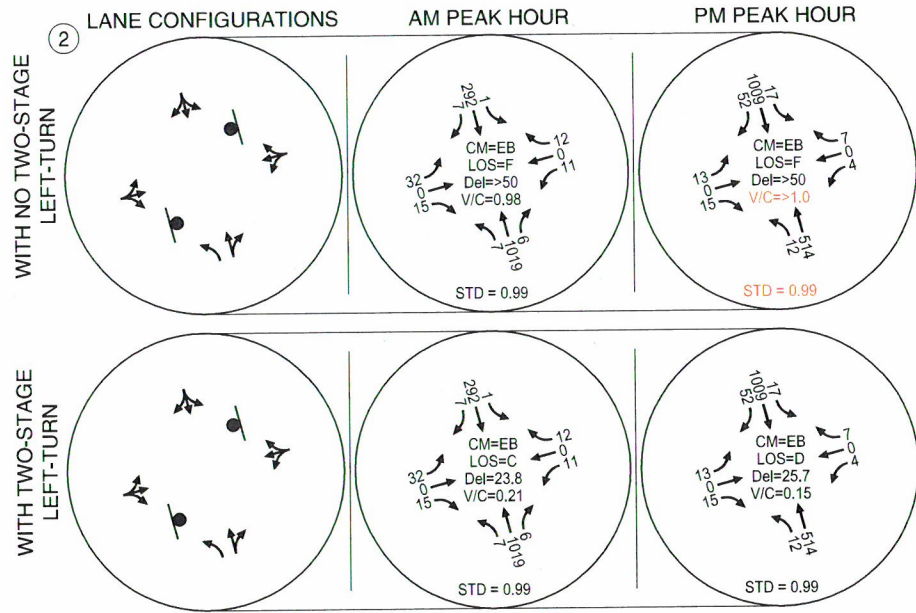 LANE CONFIGURATIONS
AM PEAK HOUR
PM PEAK HOUR
2
WITH NO TWO-STAGE
LEFT-TURN
7
292
1
12
0
11
32
0
15
CM=EB
LOS=F
Del=>50
V/C=0.98
7
1019
6
STD = 0.99
52
1009
17
7
0
4
13
0
15
CM=EB
LOS=F
Del=>50
V/C=>1.0
12
514
STD = 0.99
WITH TWO-STAGE
LEFT-TURN
7
292
1
12
0
11
32
0
15
CM=EB
LOS=C
Del=23.8
V/C=0.21
7
1019
6
STD = 0.99
52
1009
17
7
0
4
13
0
15
CM=EB
LOS=D
Del=25.7
V/C=0.15
12
514
STD = 0.99